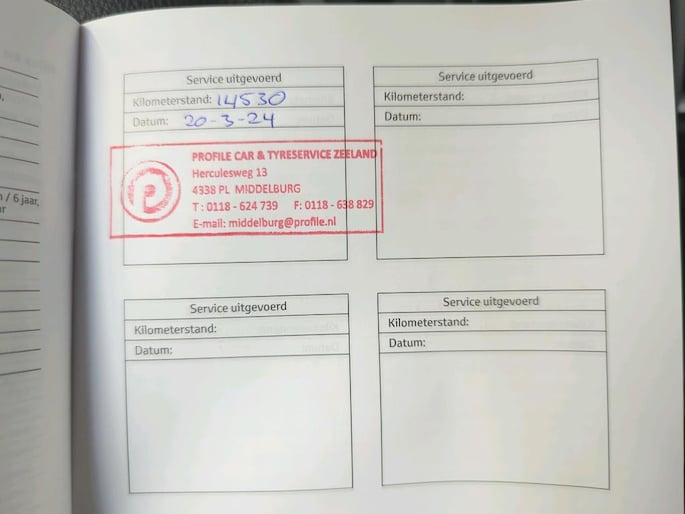 n / 6 jaar,
Service uitgevoerd
Kilometerstand: 14530
Datum: 20-3-24
PROFILE CAR & TYRESERVICE ZEELAND
Herculesweg 13
4338 PL MIDDELBURG
T: 0118 - 624 739 F: 0118 - 638 829
E-mail: middelburg@profile.nl
Service uitgevoerd
Kilometerstand:
Datum:
Service uitgevoerd
Kilometerstand:
Datum:
Service uitgevoerd
Kilometerstand:
Datum: